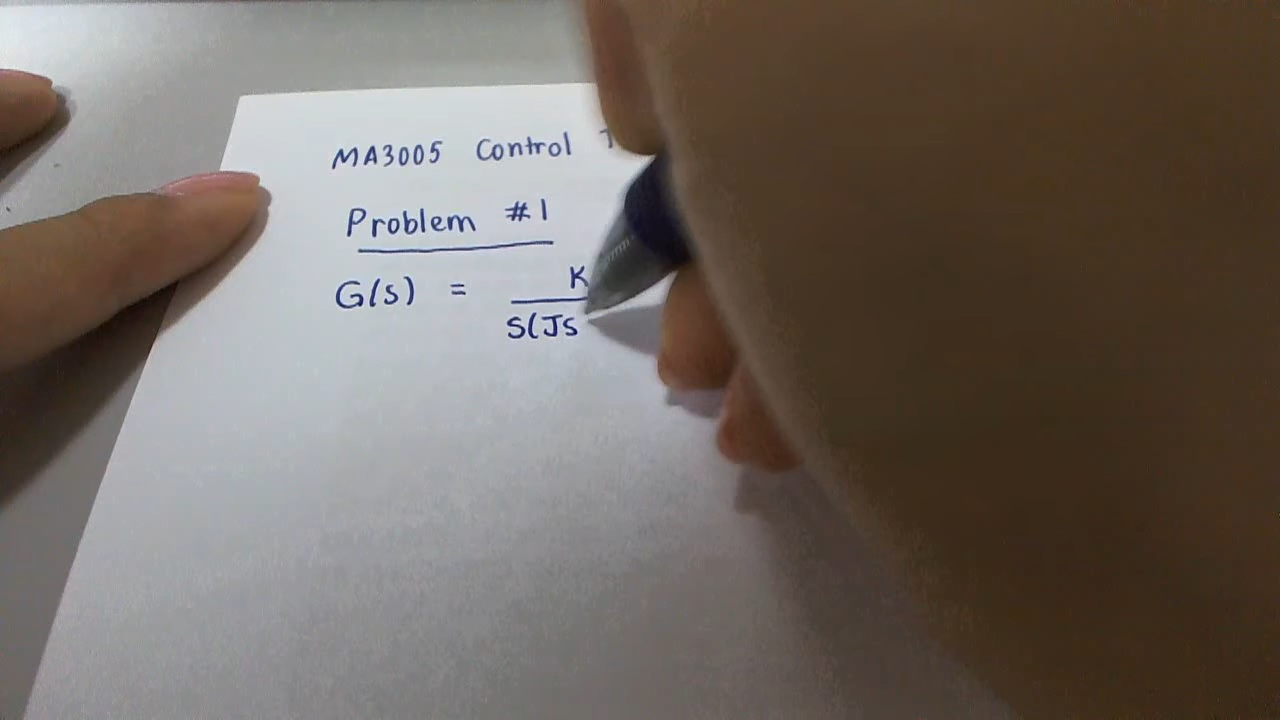 MA3005 Control
Problem #1
G(s) = K
S(Js